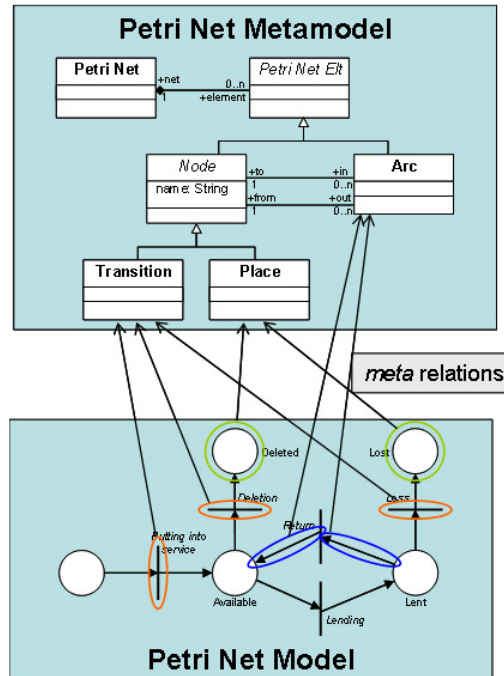 Petri Net Metamodel
Petri Net
+net
1
0..n
+element
Petri Net Elt
Node
name: String
+to
1
+in
0..n
+from
1
+out
0..n
Arc
Transition
Place
meta relations
Deleted
Lost
Deletion
Loss
Return
Putting into
service
Available
Lent
Lending
Petri Net Model